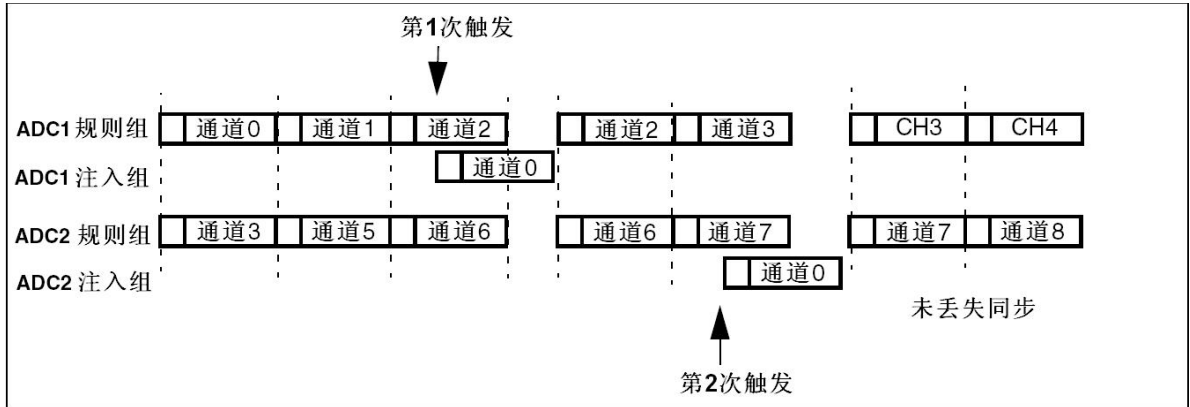 第1次触发
ADC1 规则组 通道0 通道1 通道2 通道2 通道3 CH3 CH4
ADC1 注入组 通道0
ADC2 规则组 通道3 通道5 通道6 通道6 通道7 通道7 通道8
ADC2 注入组 通道0
未丢失同步
第2次触发